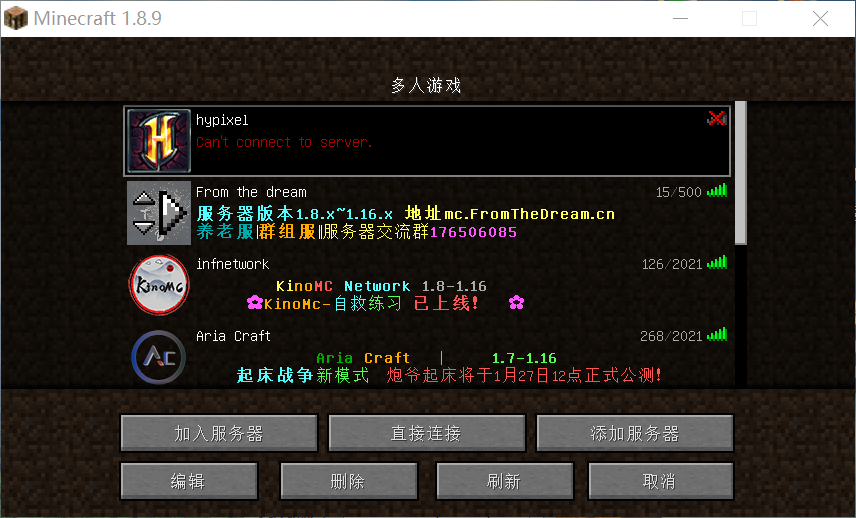 Minecraft 1.8.9
多人游戏
hypixel
Can't connect to server.
From the dream 15/500
服务器版本1.8.x~1.16.x 地址mc.FromTheDream.cn
养老服|群组服|服务器交流群176506085
KinoMC
infnetwork 126/2021
KinoMC Network 1.8-1.16
✿KinoMc-自救练习 已上线! ✿
AC
Aria Craft 268/2021
Aria Craft | 1.7-1.16
起床战争新模式 炮爷起床将于1月27日12点正式公测!
加入服务器 直接连接 添加服务器
编辑 删除 刷新 取消